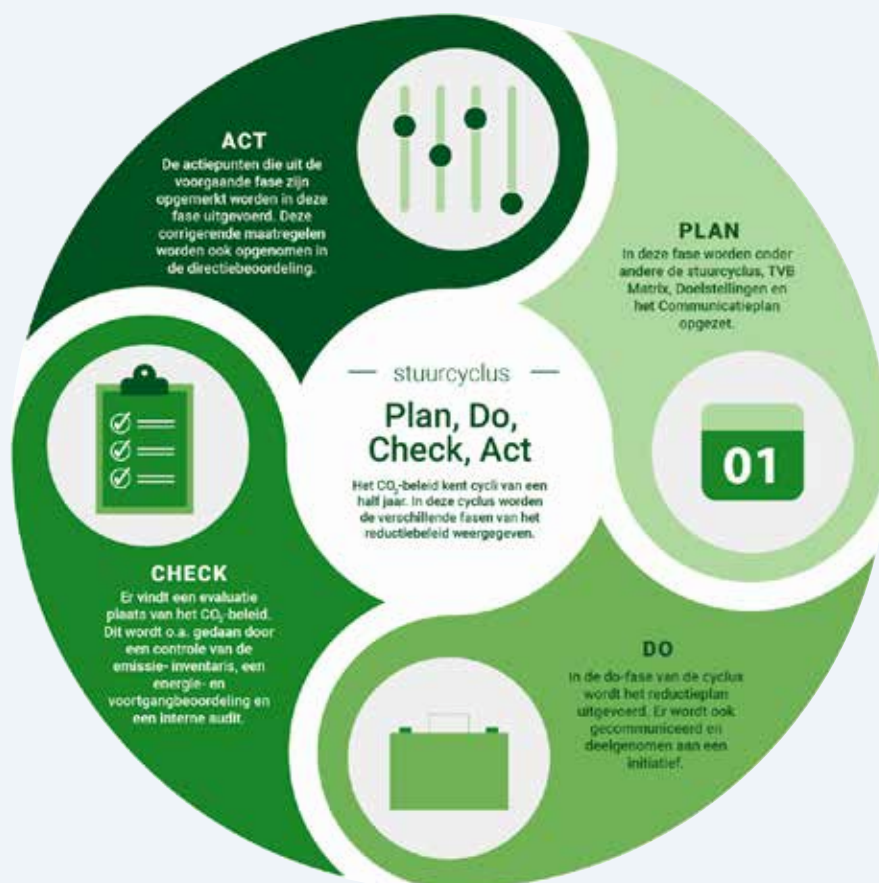 ACT
De actiepunten die uit de
voorgaande fase zijn
opgemerkt worden in deze
fase uitgevoerd. Deze
corrigerende maatregelen
worden ook opgenomen in
de directiebeoordeling.
PLAN
In deze fase worden onder
andere de stuurcyclus, TVB
Matrix, Doelstellingen en
het Communicatieplan
opgezet.
01
stuurcyclus
Plan, Do,
Check, Act
Het CO₂-beleid kent cycli van een
half jaar. In deze cyclus worden
de verschillende fasen van het
reductiebeleid weergegeven.
CHECK
Er vindt een evaluatie
plaats van het CO₂-beleid.
Dit wordt o.a. gedaan door
een controle van de
emissie- inventaris, een
energie- en
voortgangbeoordeling en
een interne audit.
DO
In de do-fase van de cyclus
wordt het reductieplan
uitgevoerd. Er wordt ook
gecommuniceerd en
deelgenomen aan een
initiatief.